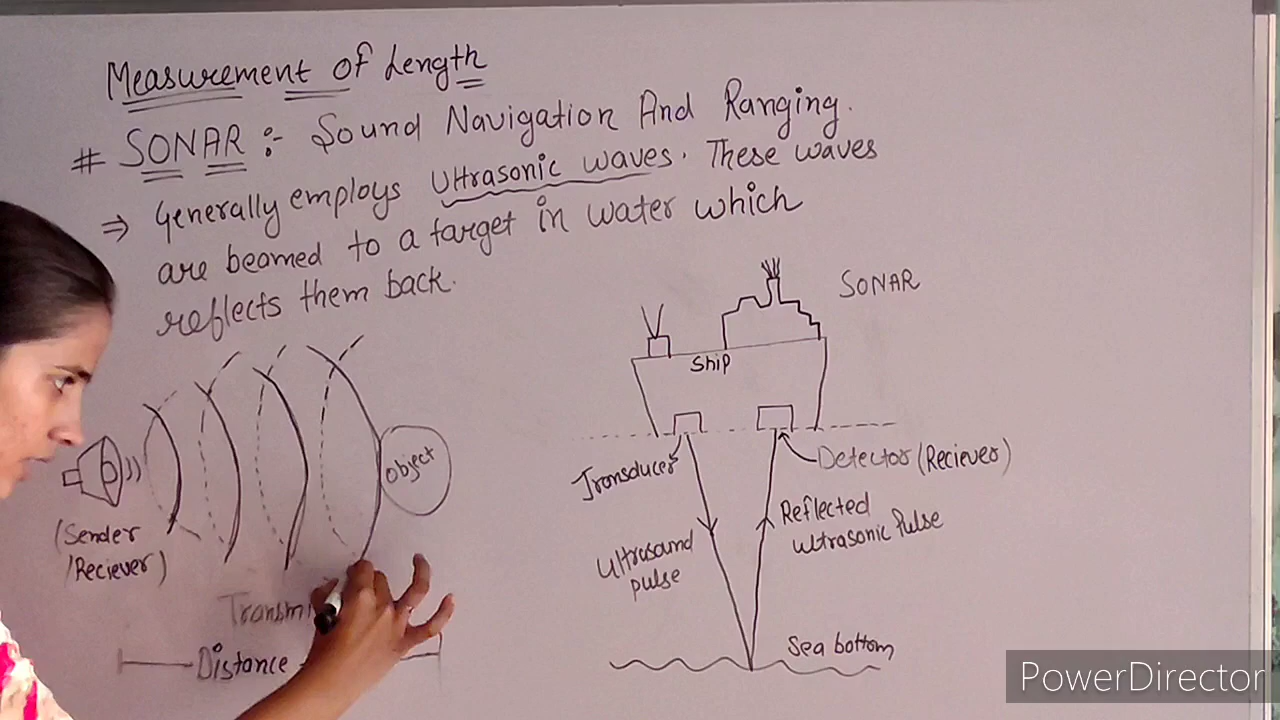 Measurement of Length
# SONAR :- Sound Navigation And Ranging.
⇒ Generally employs Ultrasonic waves. These waves
are beamed to a target in water which
reflects them back.
SONAR
Ship
Object
Transducer
Detector (Reciever)
(Sender
/Reciever)
Reflected
ultrasonic Pulse
Ultrasound
pulse
Distance
Sea bottom
PowerDirector